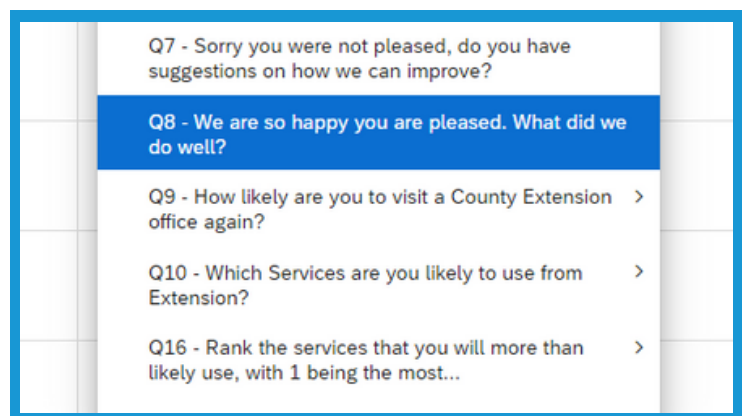 Q7 - Sorry you were not pleased, do you have
suggestions on how we can improve?
Q8 - We are so happy you are pleased. What did we
do well?
Q9 - How likely are you to visit a County Extension
office again?
Q10 - Which Services are you likely to use from
Extension?
Q16 - Rank the services that you will more than
likely use, with 1 being the most...